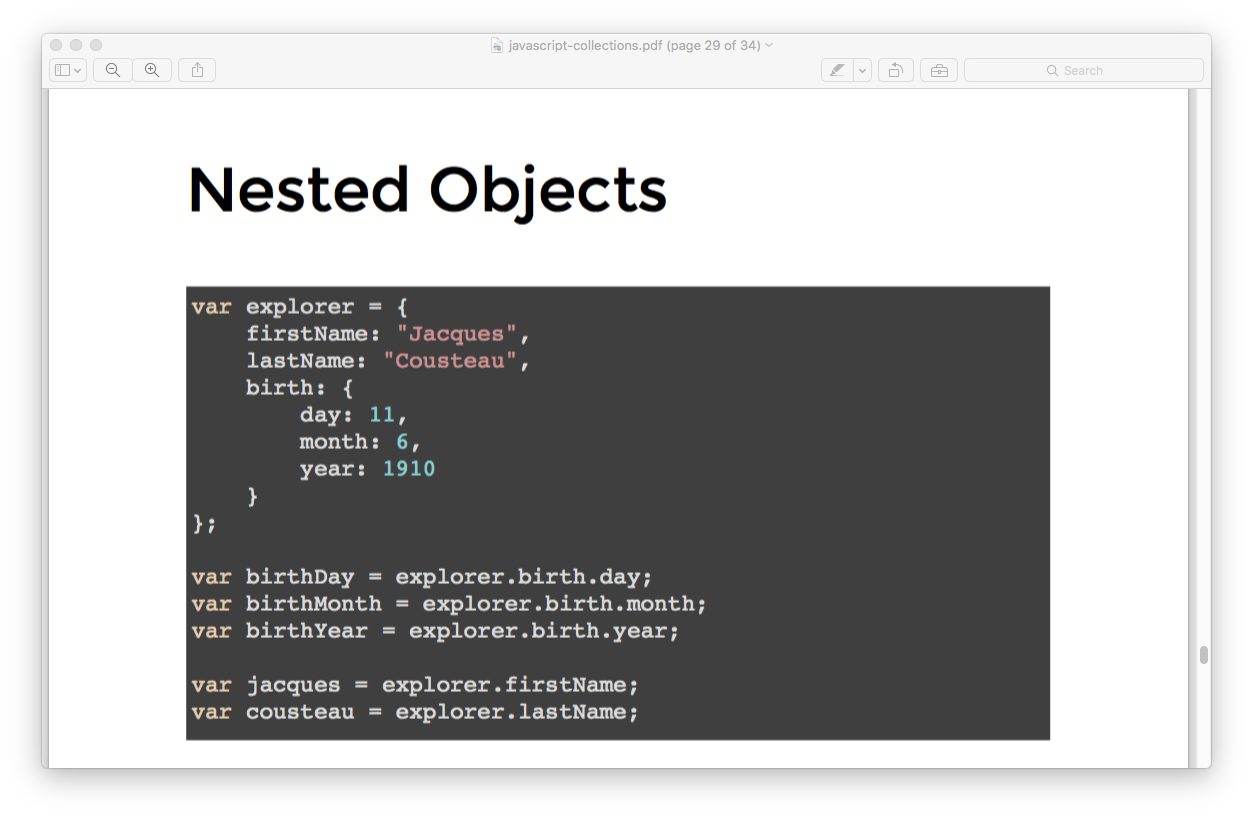 javascript-collections.pdf (page 29 of 34)
Search
Nested Objects
var explorer = {
    firstName: "Jacques",
    lastName: "Cousteau",
    birth: {
        day: 11,
        month: 6,
        year: 1910
    }
};
var birthDay = explorer.birth.day;
var birthMonth = explorer.birth.month;
var birthYear = explorer.birth.year;
var jacques = explorer.firstName;
var cousteau = explorer.lastName;